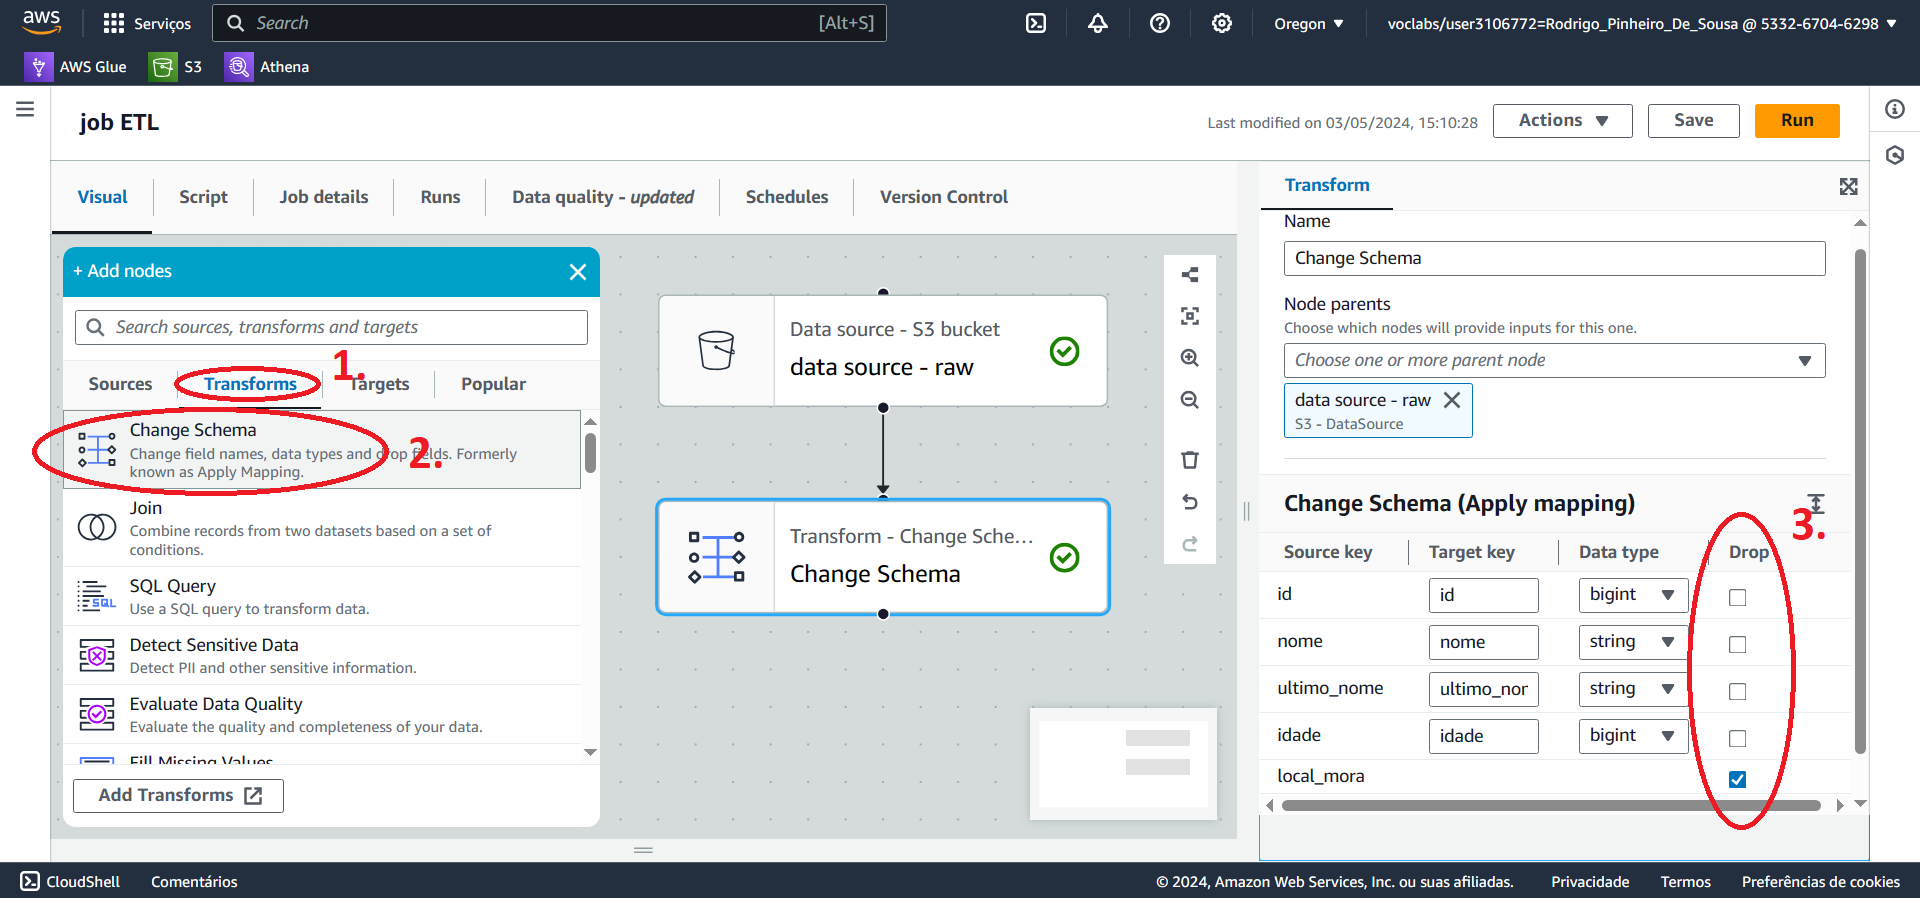 aws
Serviços
Search
[Alt+S]
Oregon
voclabs/user3106772=Rodrigo_Pinheiro_De_Sousa @ 5332-6704-6298
AWS Glue
S3
Athena
job ETL
Last modified on 03/05/2024, 15:10:28
Actions
Save
Run
Visual
Script
Job details
Runs
Data quality - updated
Schedules
Version Control
+ Add nodes
Search sources, transforms and targets
1.
Sources
Transforms
Targets
Popular
Change Schema
Change field names, data types and drop fields. Formerly
known as Apply Mapping.
2.
Join
Combine records from two datasets based on a set of
conditions.
SQL
SQL Query
Use a SQL query to transform data.
Detect Sensitive Data
Detect PII and other sensitive information.
Evaluate Data Quality
Evaluate the quality and completeness of your data.
Fill Missing Values
Add Transforms
Data source - S3 bucket
data source - raw
Transform - Change Sche...
Change Schema
Transform
Name
Change Schema
Node parents
Choose which nodes will provide inputs for this one.
Choose one or more parent node
data source - raw
S3 - DataSource
Change Schema (Apply mapping)
3.
Source key
Target key
Data type
Drop
id
id
bigint
nome
nome
string
ultimo_nome
ultimo_nor
string
idade
idade
bigint
local_mora
CloudShell
Comentários
© 2024, Amazon Web Services, Inc. ou suas afiliadas.
Privacidade
Termos
Preferências de cookies